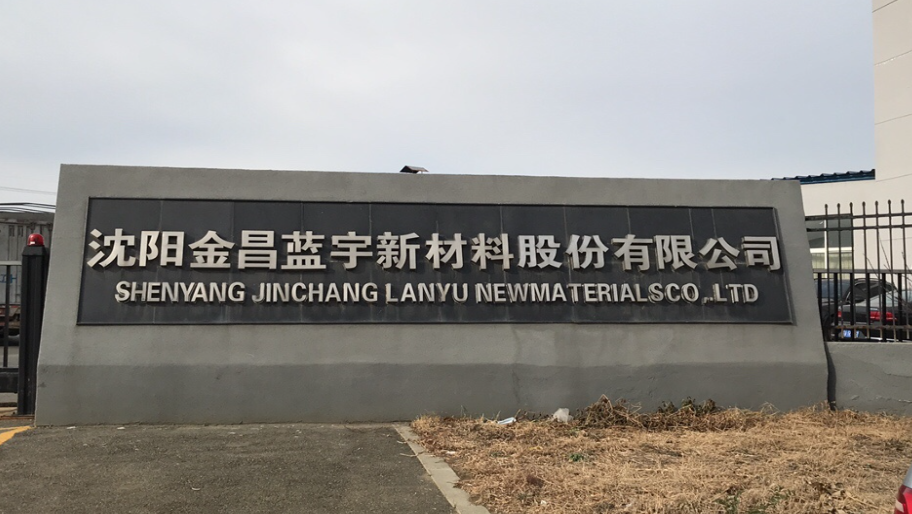 沈阳金昌蓝宇新材料股份有限公司
SHENYANG JINCHANG LANYU NEWMATERIALSCO.,LTD